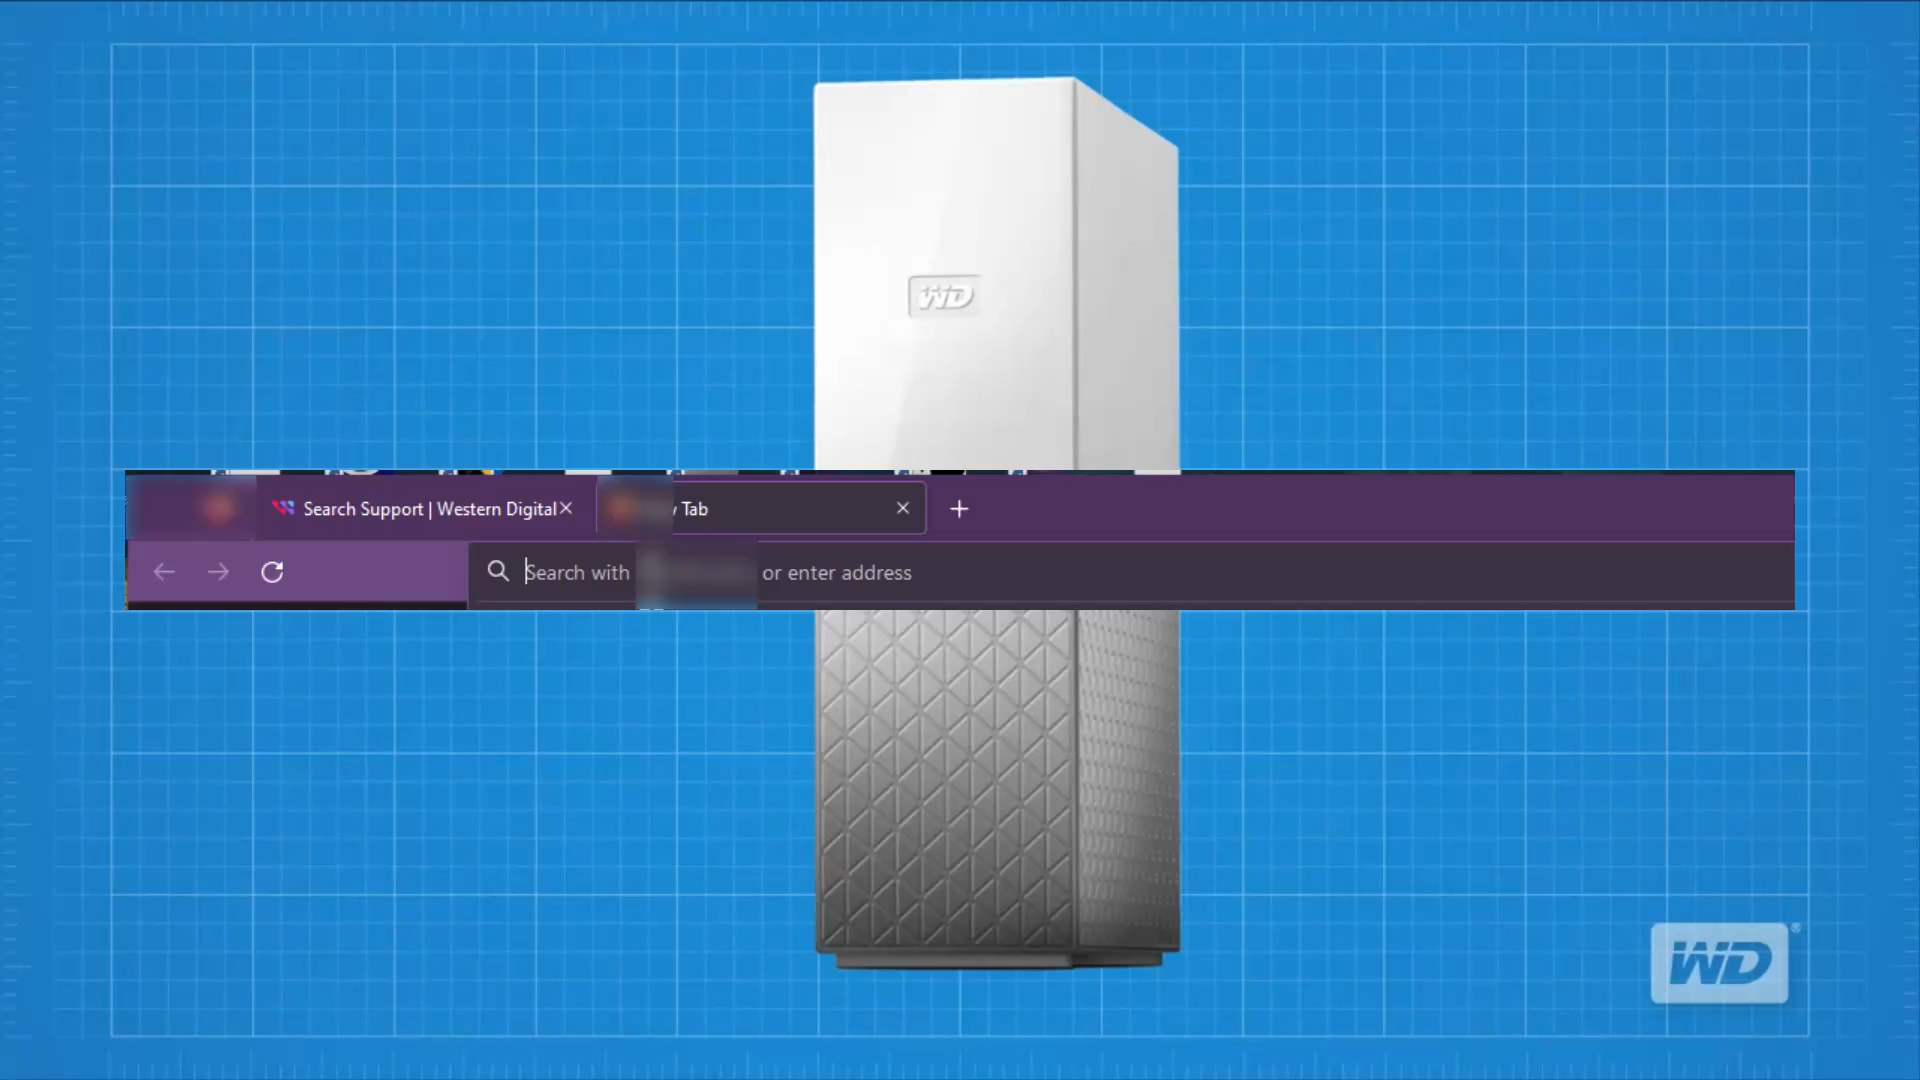 WD
Search Support | Western Digital
Tab
Search with or enter address
WD®